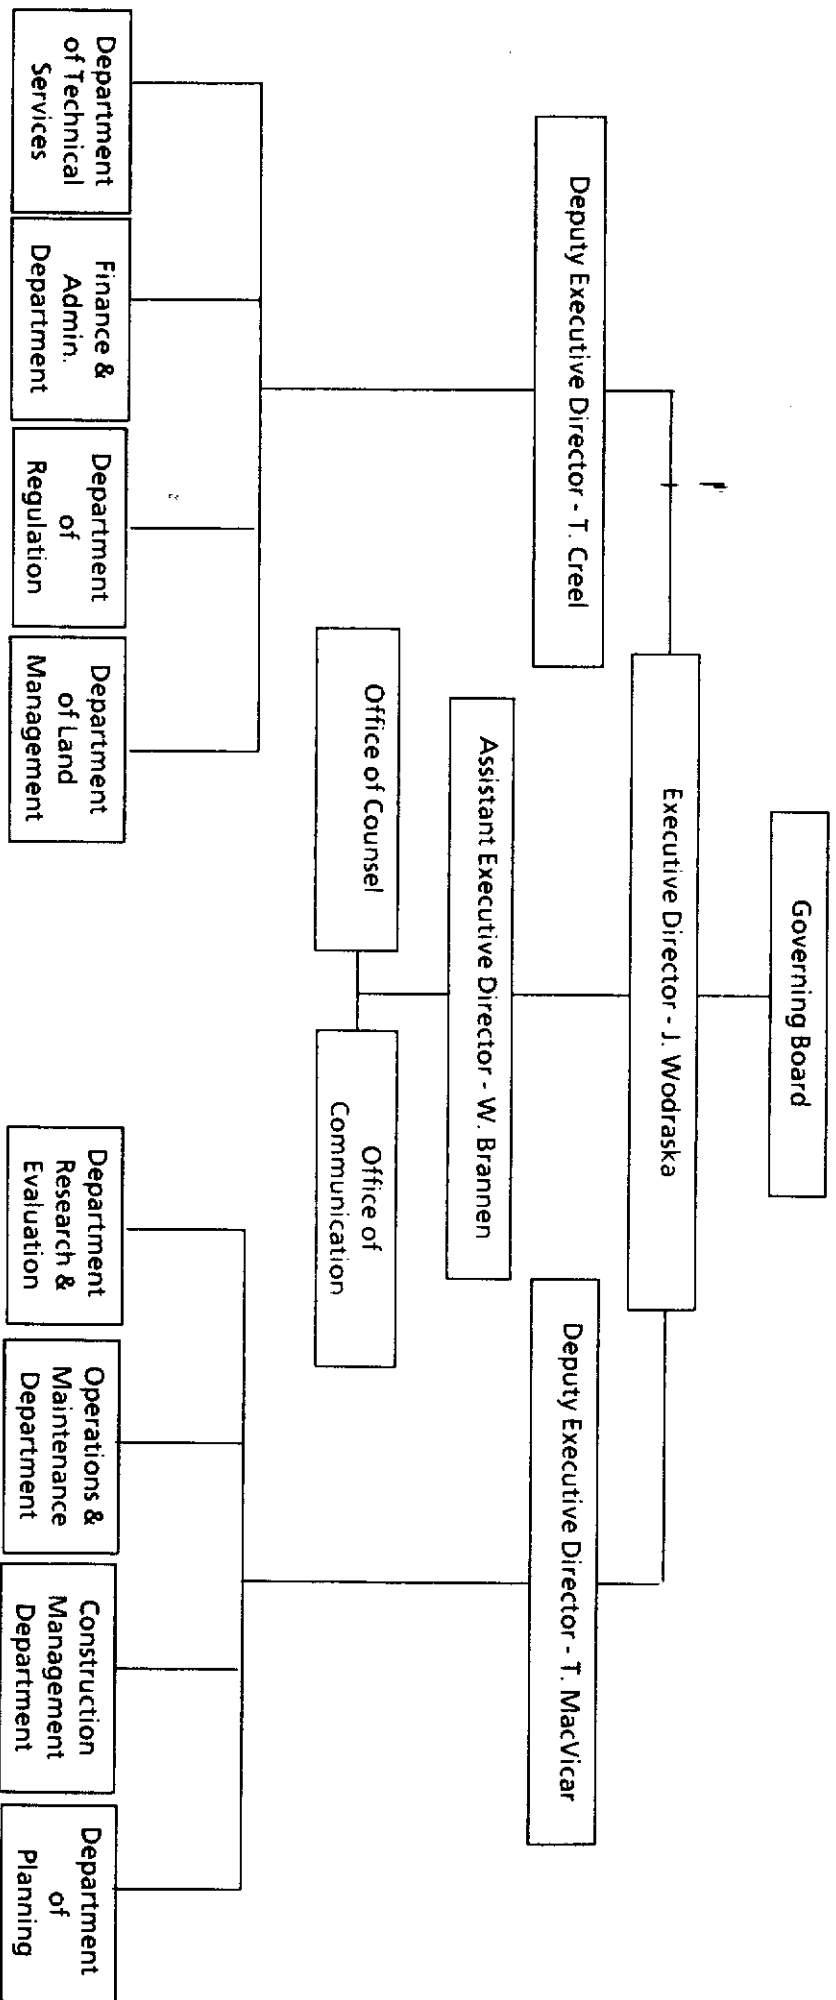 Governing Board
Executive Director - J. Wodraska
Deputy Executive Director - T. Creel
Deputy Executive Director - T. MacVicar
Assistant Executive Director - W. Brannen
Office of Counsel
Office of
Communication
Department
of Technical
Services
Finance &
Admin.
Department
Department
of
Regulation
Department
of Land
Management
Department
Research &
Evaluation
Operations &
Maintenance
Department
Construction
Management
Department
Department
of
Planning